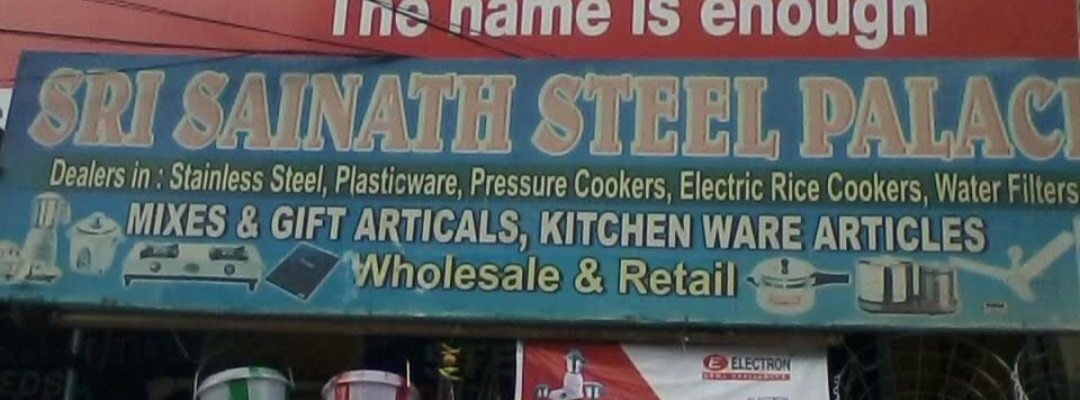 The name is enough
SRI SAINATH STEEL PALAC
Dealers in : Stainless Steel, Plasticware, Pressure Cookers, Electric Rice Cookers, Water Filters
MIXES & GIFT ARTICALS, KITCHEN WARE ARTICLES
Wholesale & Retail
ELECTRON